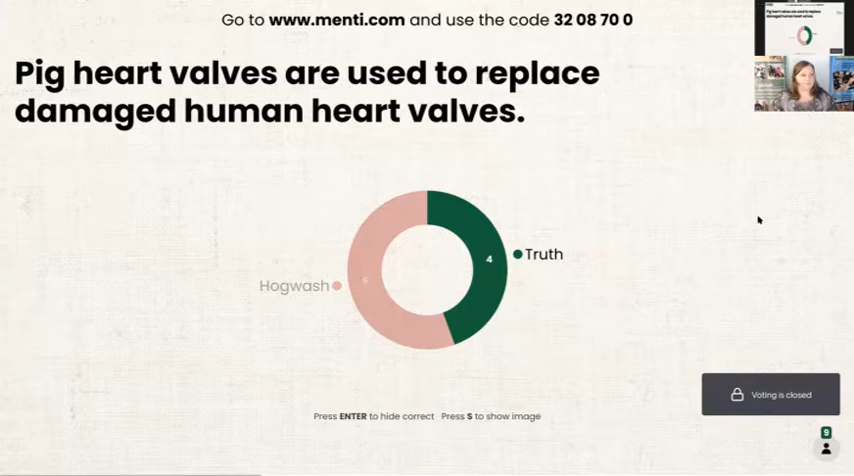 Go to www.menti.com and use the code 32 08 70 0
Pig heart valves are used to replace
damaged human heart valves.
Truth
4
Hogwash
Voting is closed
Press ENTER to hide correct Press S to show image
9